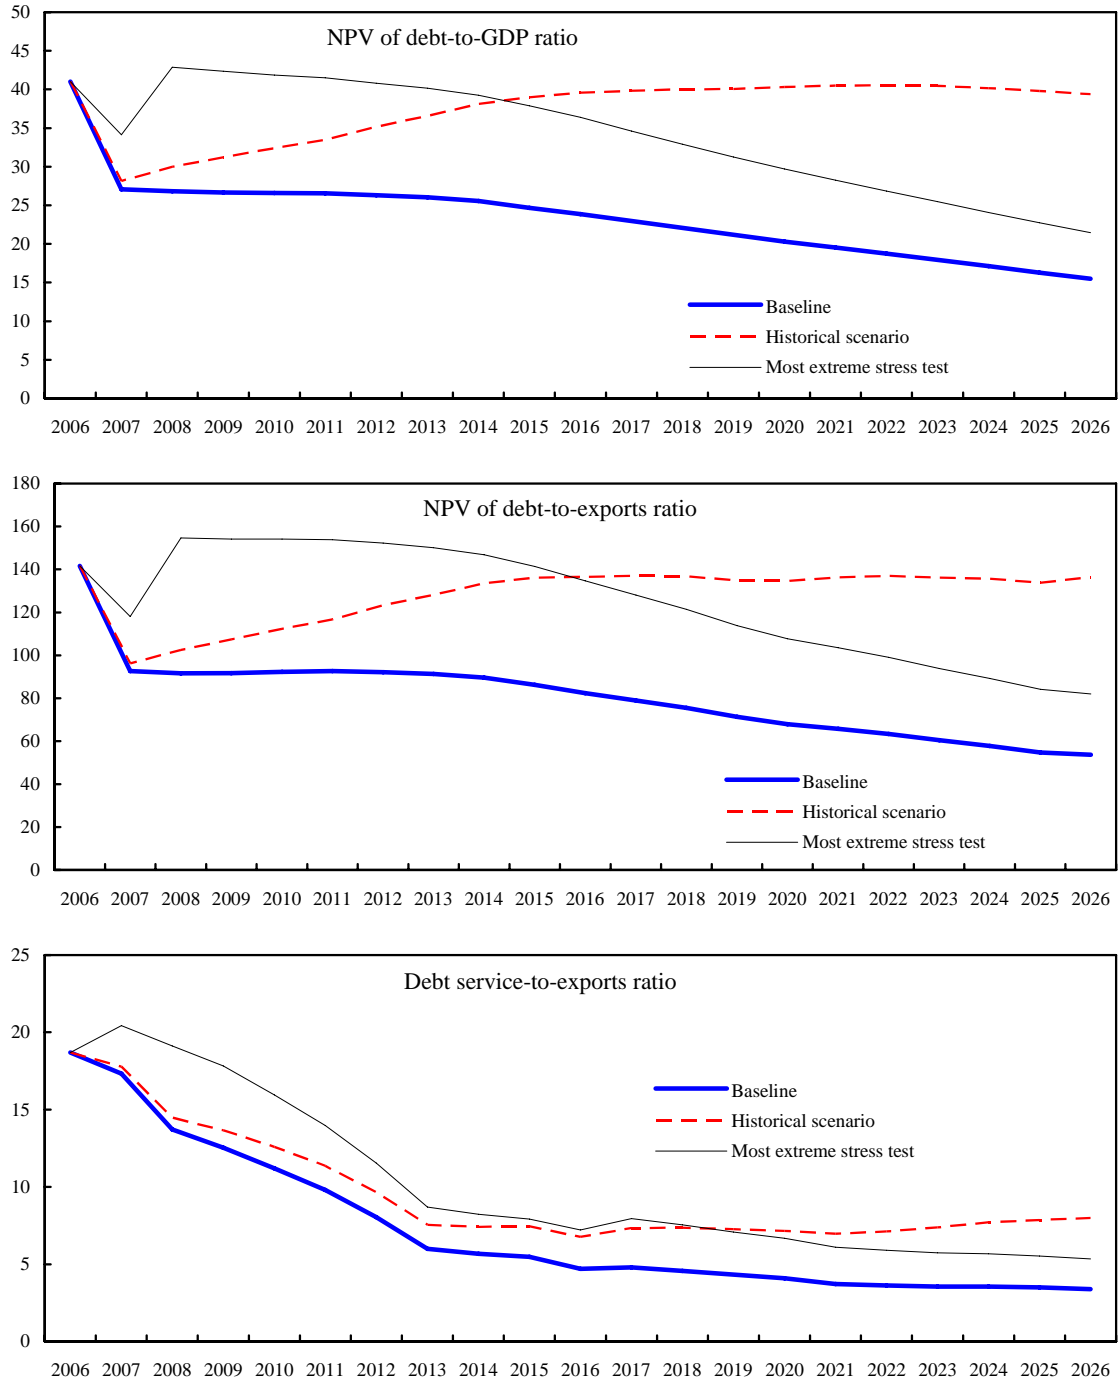 NPV of debt-to-GDP ratio
50
45
40
35
30
25
20
15
10
5
0
Baseline
Historical scenario
Most extreme stress test
2006 2007 2008 2009 2010 2011 2012 2013 2014 2015 2016 2017 2018 2019 2020 2021 2022 2023 2024 2025 2026
NPV of debt-to-exports ratio
180
160
140
120
100
80
60
40
20
0
Baseline
Historical scenario
Most extreme stress test
2006 2007 2008 2009 2010 2011 2012 2013 2014 2015 2016 2017 2018 2019 2020 2021 2022 2023 2024 2025 2026
Debt service-to-exports ratio
25
20
15
10
5
0
Baseline
Historical scenario
Most extreme stress test
2006 2007 2008 2009 2010 2011 2012 2013 2014 2015 2016 2017 2018 2019 2020 2021 2022 2023 2024 2025 2026